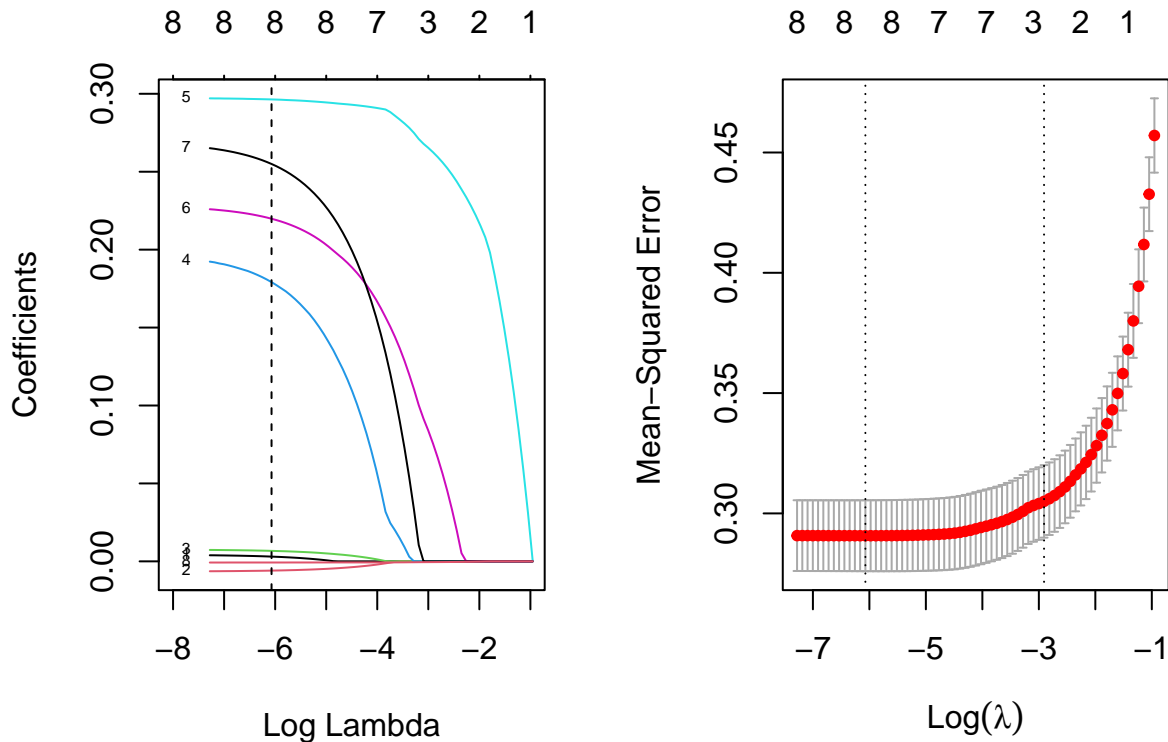 8 8 8 8 7 3 2 1
0.30
0.20
0.10
0.00
Coefficients
5
7
6
4
3
2
−8 −6 −4 −2
Log Lambda
8 8 8 7 7 3 2 1
0.45
0.40
0.35
0.30
Mean−Squared Error
−7 −5 −3 −1
Log(λ)